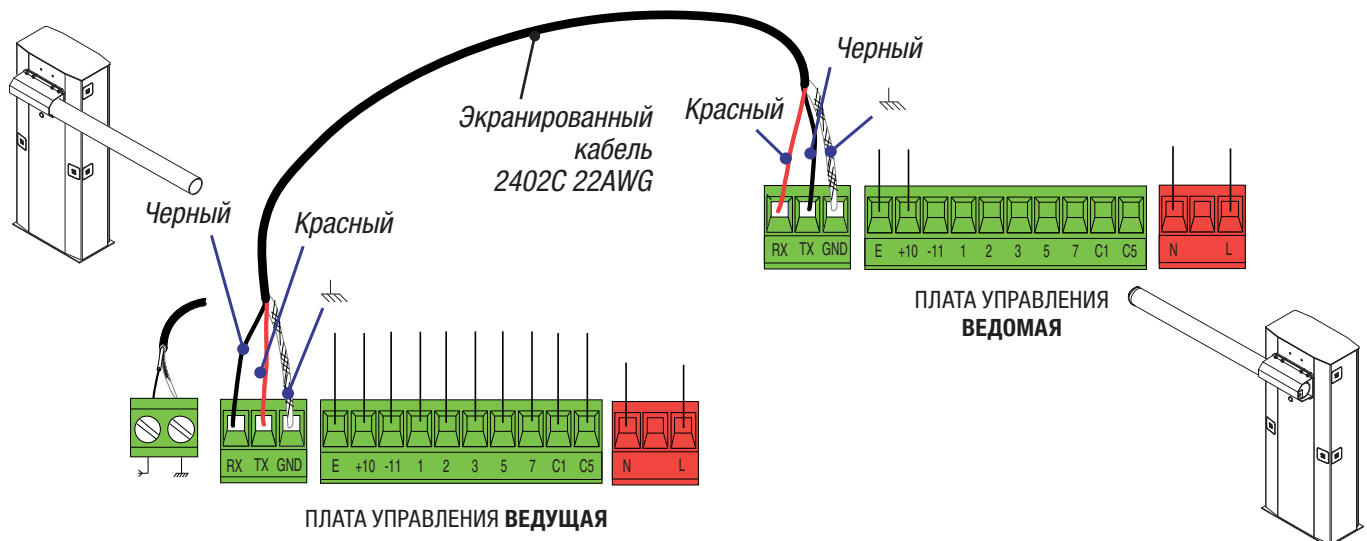 Черный
Красный
Экранированный
кабель
2402C 22AWG
Черный
Красный
RX TX GND
E +10 -11 1 2 3 5 7 C1 C5
N L
ПЛАТА УПРАВЛЕНИЯ
ВЕДОМАЯ
RX TX GND
E +10 -11 1 2 3 5 7 C1 C5
N L
ПЛАТА УПРАВЛЕНИЯ ВЕДУЩАЯ